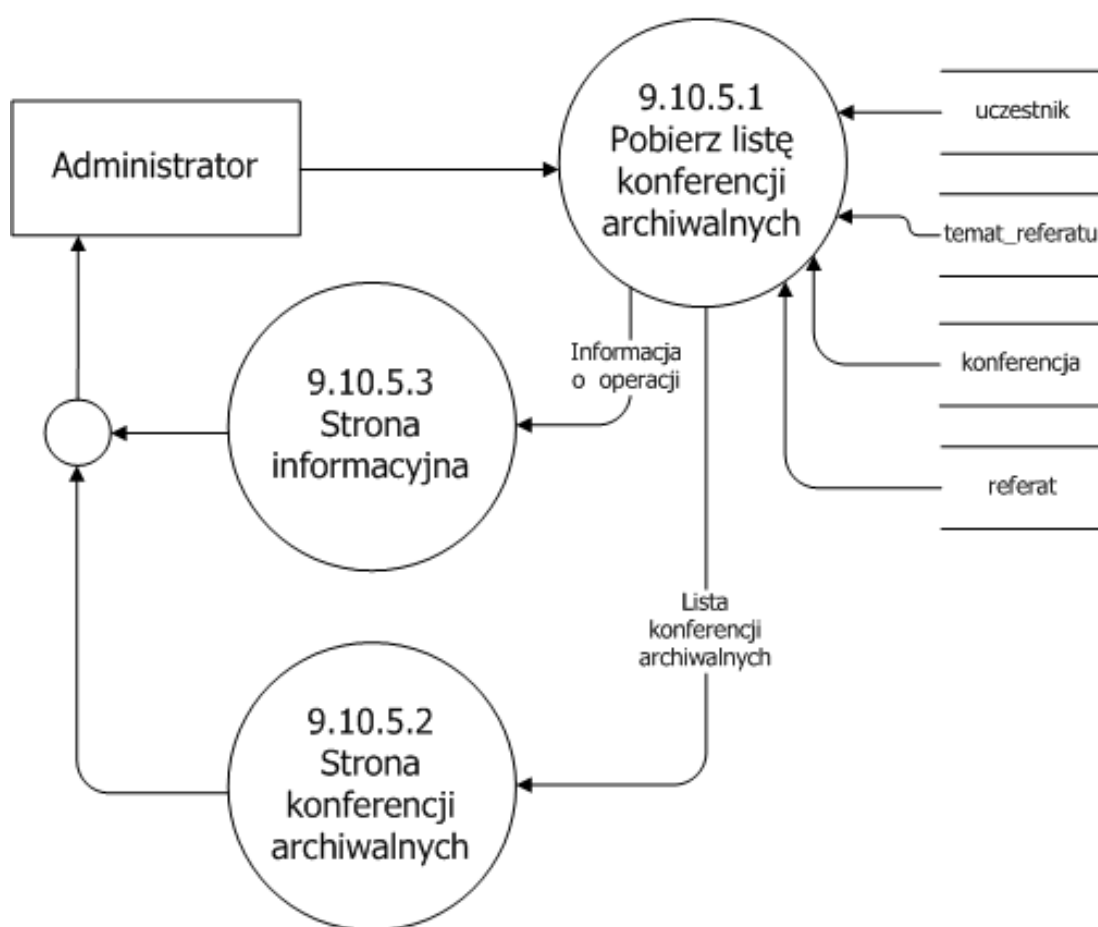 9.10.5.1
Pobierz listę
konferencji
archiwalnych
uczestnik
Administrator
temat_referatu
Informacja
o operacji
konferencja
9.10.5.3
Strona
informacyjna
referat
Lista
konferencji
archiwalnych
9.10.5.2
Strona
konferencji
archiwalnych